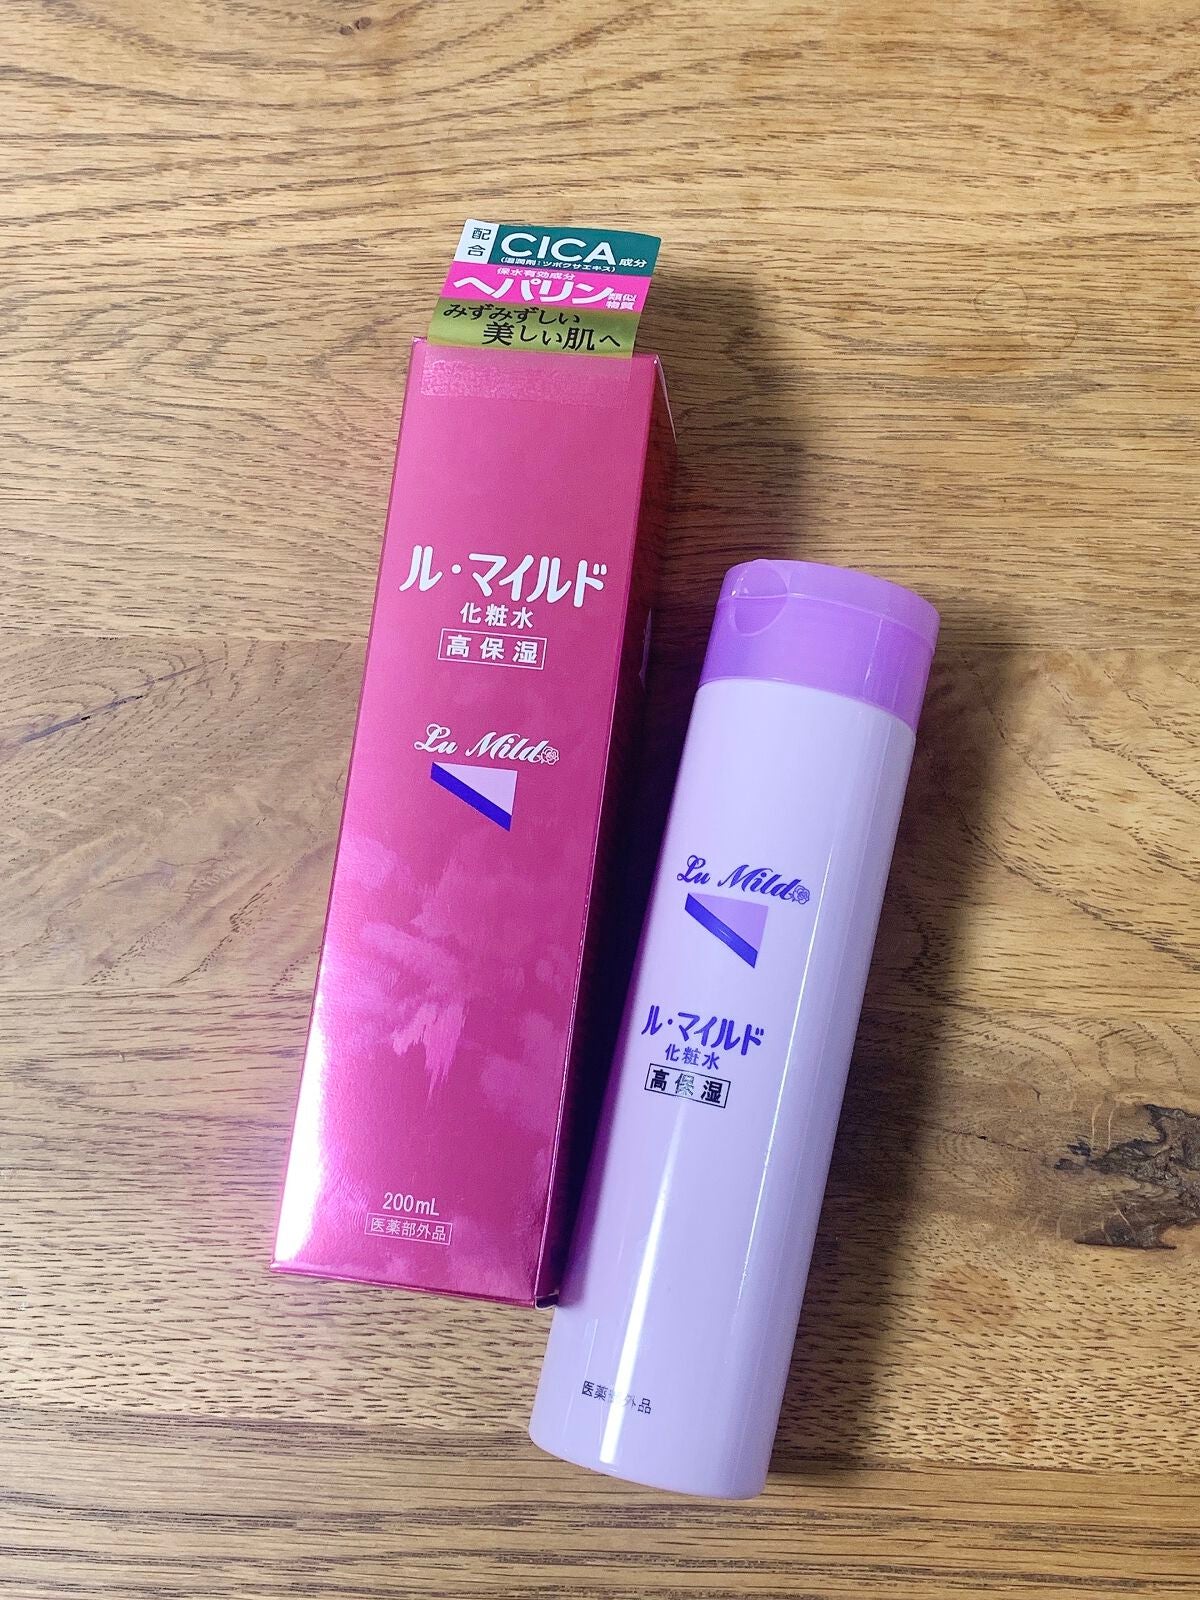 配合
CICA成分
(湿潤剤:ツボクサエキス)
保水有効成分
ヘパリン類似物質
みずみずしい
美しい肌へ
ル・マイルド
化粧水
高保湿
Lu Mild
200mL
医薬部外品
Lu Mild
ル・マイルド
化粧水
高保湿
医薬部外品